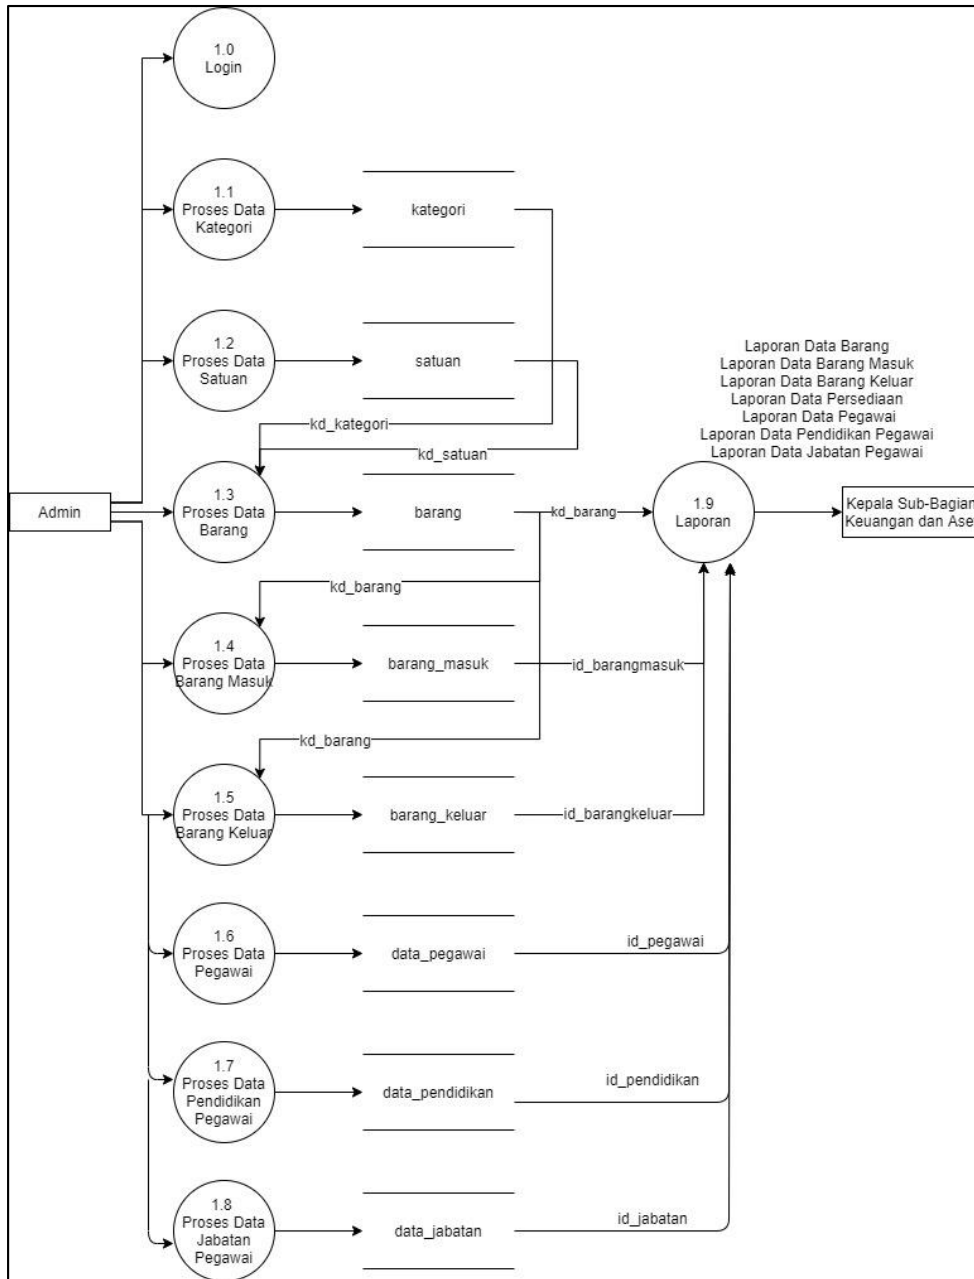 1.0
Login
1.1
Proses Data
Kategori
kategori
1.2
Proses Data
Satuan
satuan
Laporan Data Barang
Laporan Data Barang Masuk
Laporan Data Barang Keluar
Laporan Data Persediaan
Laporan Data Pegawai
Laporan Data Pendidikan Pegawai
Laporan Data Jabatan Pegawai
kd_kategori
kd_satuan
Admin
1.3
Proses Data
Barang
barang
kd_barang
1.9
Laporan
Kepala Sub-Bagian
Keuangan dan Ase
kd_barang
1.4
Proses Data
Barang Masuk
barang_masuk
id_barangmasuk
kd_barang
1.5
Proses Data
Barang Keluar
barang_keluar
id_barangkeluar
1.6
Proses Data
Pegawai
data_pegawai
id_pegawai
1.7
Proses Data
Pendidikan
Pegawai
data_pendidikan
id_pendidikan
1.8
Proses Data
Jabatan
Pegawai
data_jabatan
id_jabatan